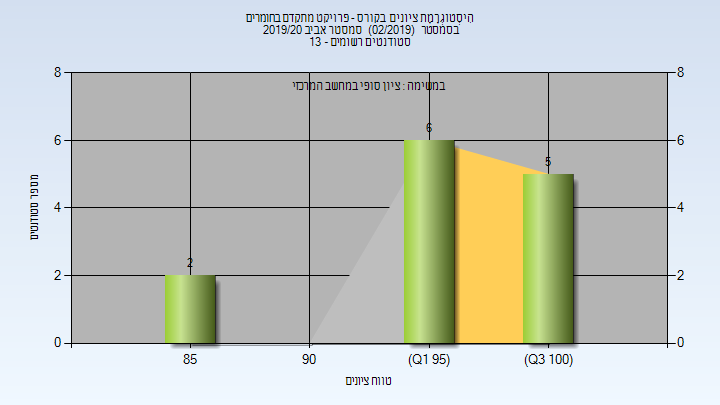 היסטוגרמת ציונים בקורס - פרויקט מתקדם בחומרים
בסמסטר (02/2019) סמסטר אביב 2019/20
סטודנטים רשומים - 13
במשימה : ציון סופי במחשב המרכזי
8
8
6
6
6
5
מספר סטודנטים
4
4
2
2
2
0
0
85
90
(Q1 95)
(Q3 100)
טווח ציונים